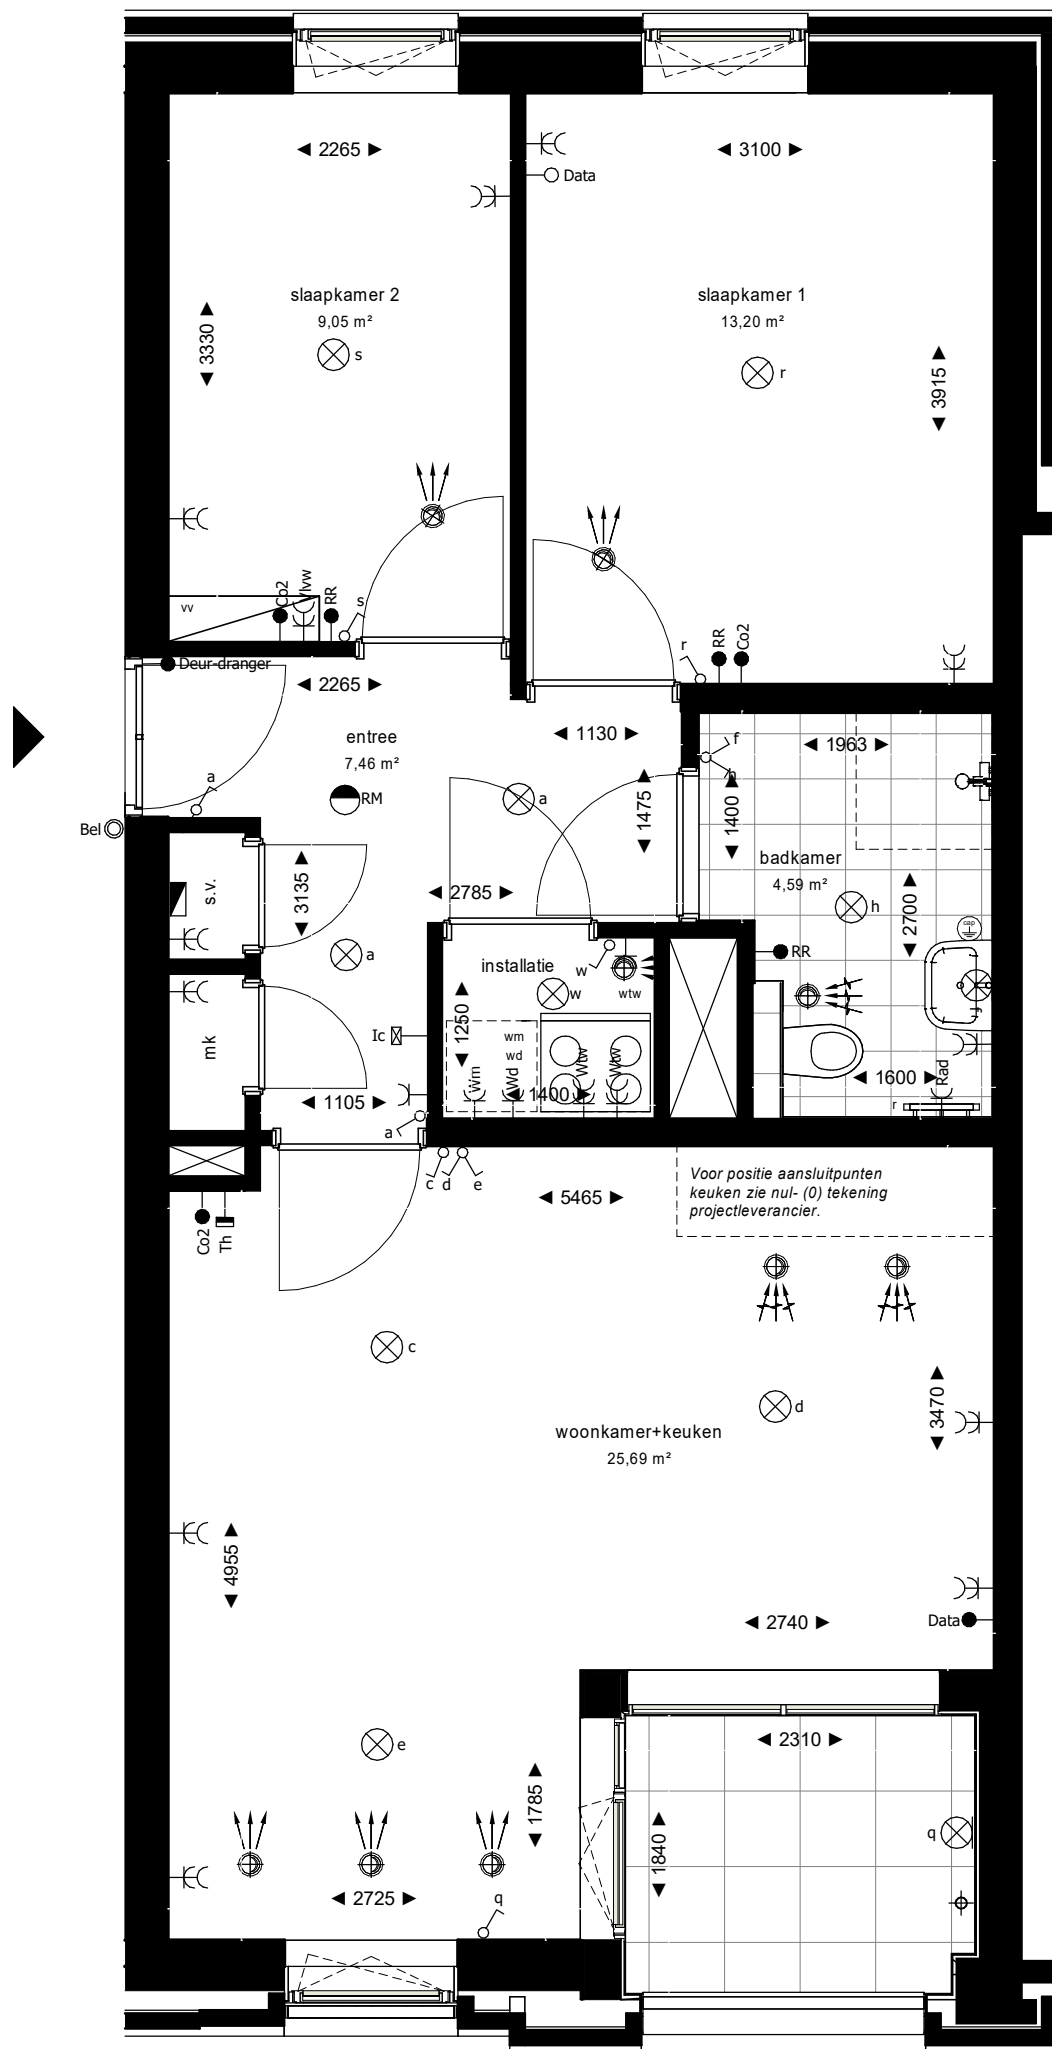 2265
3100
Data
slaapkamer 2
9,05 m²
s
slaapkamer 1
13,20 m²
r
3330
3915
vv
Co2
Vlvw
RR
s
r
RR
Co2
Deur-dranger
2265
entree
7,46 m²
RM
1130
1963
f
h
a
a
1475
1400
Bel
badkamer
4,59 m²
h
2700
s.v.
3135
2785
cap
a
installatie
w
w
wtw
RR
mk
Ic
1250
wm
wd
Wm
Wd
Wtw
Wtw
1400
1600
Rad
r
j
1105
a
c
d
e
5465
Voor positie aansluitpunten
keuken zie nul- (0) tekening
projectleverancier.
Co2
Th
c
d
3470
woonkamer+keuken
25,69 m²
4955
Data
2740
e
2310
1785
1840
q
2725
q